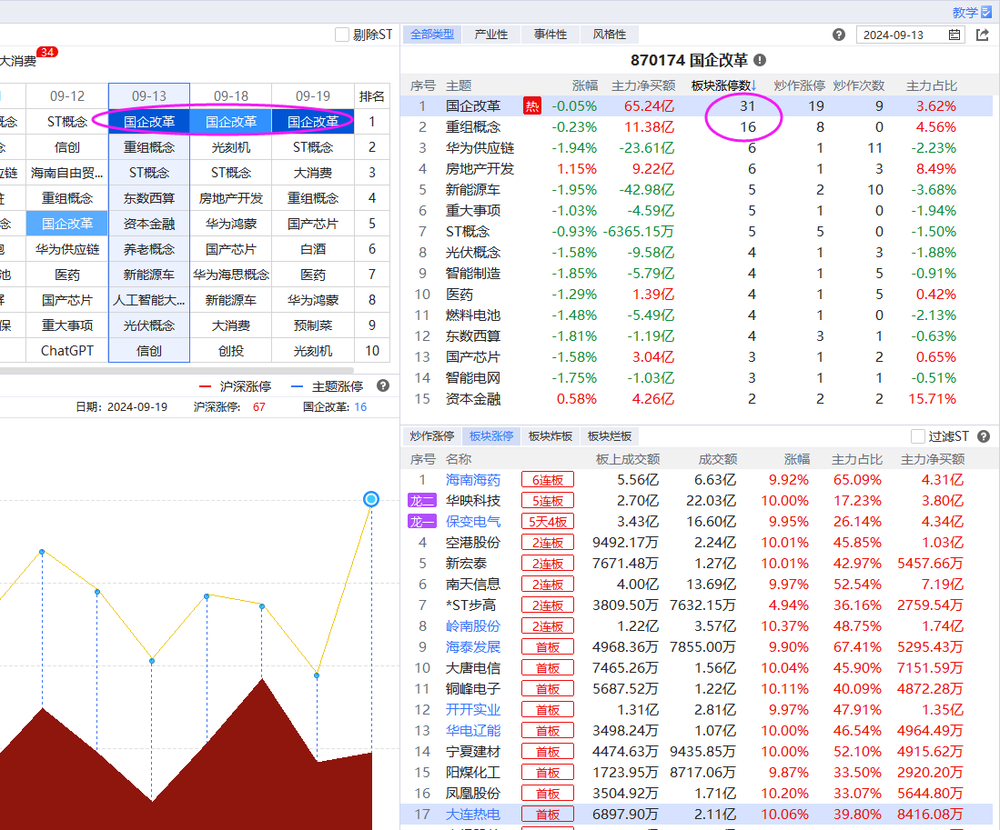 教学
剔除ST
大消费 34
09-12 09-13 09-18 09-19 排名
念 ST概念 国企改革 国企改革 国企改革 1
信创 重组概念 光刻机 ST概念 2
链 海南自由贸... ST概念 ST概念 大消费 3
重组概念 东数西算 房地产开发 重组概念 4
念 国企改革 资本金融 华为鸿蒙 国产芯片 5
华为供应链 养老概念 国产芯片 白酒 6
池 医药 新能源车 华为海思概念 医药 7
国产芯片 人工智能大... 新能源车 华为鸿蒙 8
保 重大事项 光伏概念 大消费 预制菜 9
ChatGPT 信创 创投 光刻机 10
沪深涨停 主题涨停
日期: 2024-09-19 沪深涨停: 67 国企改革: 16
全部类型 产业性 事件性 风格性 2024-09-13
870174 国企改革
序号 主题 涨幅 主力净买额 板块涨停数↓ 炒作涨停 炒作次数 主力占比
1 国企改革 热 -0.05% 65.24亿 31 19 9 3.62%
2 重组概念 -0.23% 11.38亿 16 8 0 4.56%
3 华为供应链 -1.94% -23.61亿 6 1 11 -2.23%
4 房地产开发 1.15% 9.22亿 6 1 3 8.49%
5 新能源车 -1.95% -42.98亿 5 2 10 -3.68%
6 重大事项 -1.03% -4.59亿 5 1 0 -1.94%
7 ST概念 -0.93% -6365.15万 5 5 0 -1.50%
8 光伏概念 -1.58% -9.58亿 4 1 3 -1.88%
9 智能制造 -1.85% -5.79亿 4 1 5 -0.91%
10 医药 -1.29% 1.39亿 4 1 5 0.42%
11 燃料电池 -1.48% -5.49亿 4 1 0 -2.13%
12 东数西算 -1.81% -1.19亿 4 3 1 -0.63%
13 国产芯片 -1.58% 3.04亿 3 1 2 0.65%
14 智能电网 -1.75% -1.03亿 3 1 1 -0.51%
15 资本金融 0.58% 4.26亿 2 2 2 15.71%
炒作涨停 板块涨停 板块炸板 板块烂板 过滤ST
序号 名称 板上成交额 成交额 涨幅 主力占比 主力净买额
1 海南海药 6连板 5.56亿 6.63亿 9.92% 65.09% 4.31亿
龙二 华映科技 5连板 2.70亿 22.03亿 10.00% 17.23% 3.80亿
龙一 保变电气 5天4板 3.43亿 16.60亿 9.95% 26.14% 4.34亿
4 空港股份 2连板 9492.17万 2.24亿 10.01% 45.85% 1.03亿
5 新宏泰 2连板 7671.48万 1.27亿 10.01% 42.97% 5457.66万
6 南天信息 2连板 4.00亿 13.69亿 9.97% 52.54% 7.19亿
7 *ST步高 2连板 3809.50万 7632.15万 4.94% 36.16% 2759.54万
8 岭南股份 2连板 1.22亿 3.57亿 10.37% 48.75% 1.74亿
9 海泰发展 首板 4968.36万 7855.00万 9.90% 67.41% 5295.43万
10 大唐电信 首板 7465.26万 1.56亿 10.04% 45.90% 7151.59万
11 铜峰电子 首板 5687.52万 1.22亿 10.11% 40.09% 4872.28万
12 开开实业 首板 1.31亿 2.81亿 9.97% 47.91% 1.35亿
13 华电辽能 首板 3498.24万 1.07亿 10.00% 46.54% 4964.49万
14 宁夏建材 首板 4474.63万 9435.85万 10.00% 52.10% 4915.62万
15 阳煤化工 首板 1723.95万 8717.06万 9.87% 33.50% 2920.20万
16 凤凰股份 首板 3504.92万 1.71亿 10.20% 33.07% 5644.80万
17 大连热电 首板 6897.90万 2.11亿 10.06% 39.80% 8416.08万